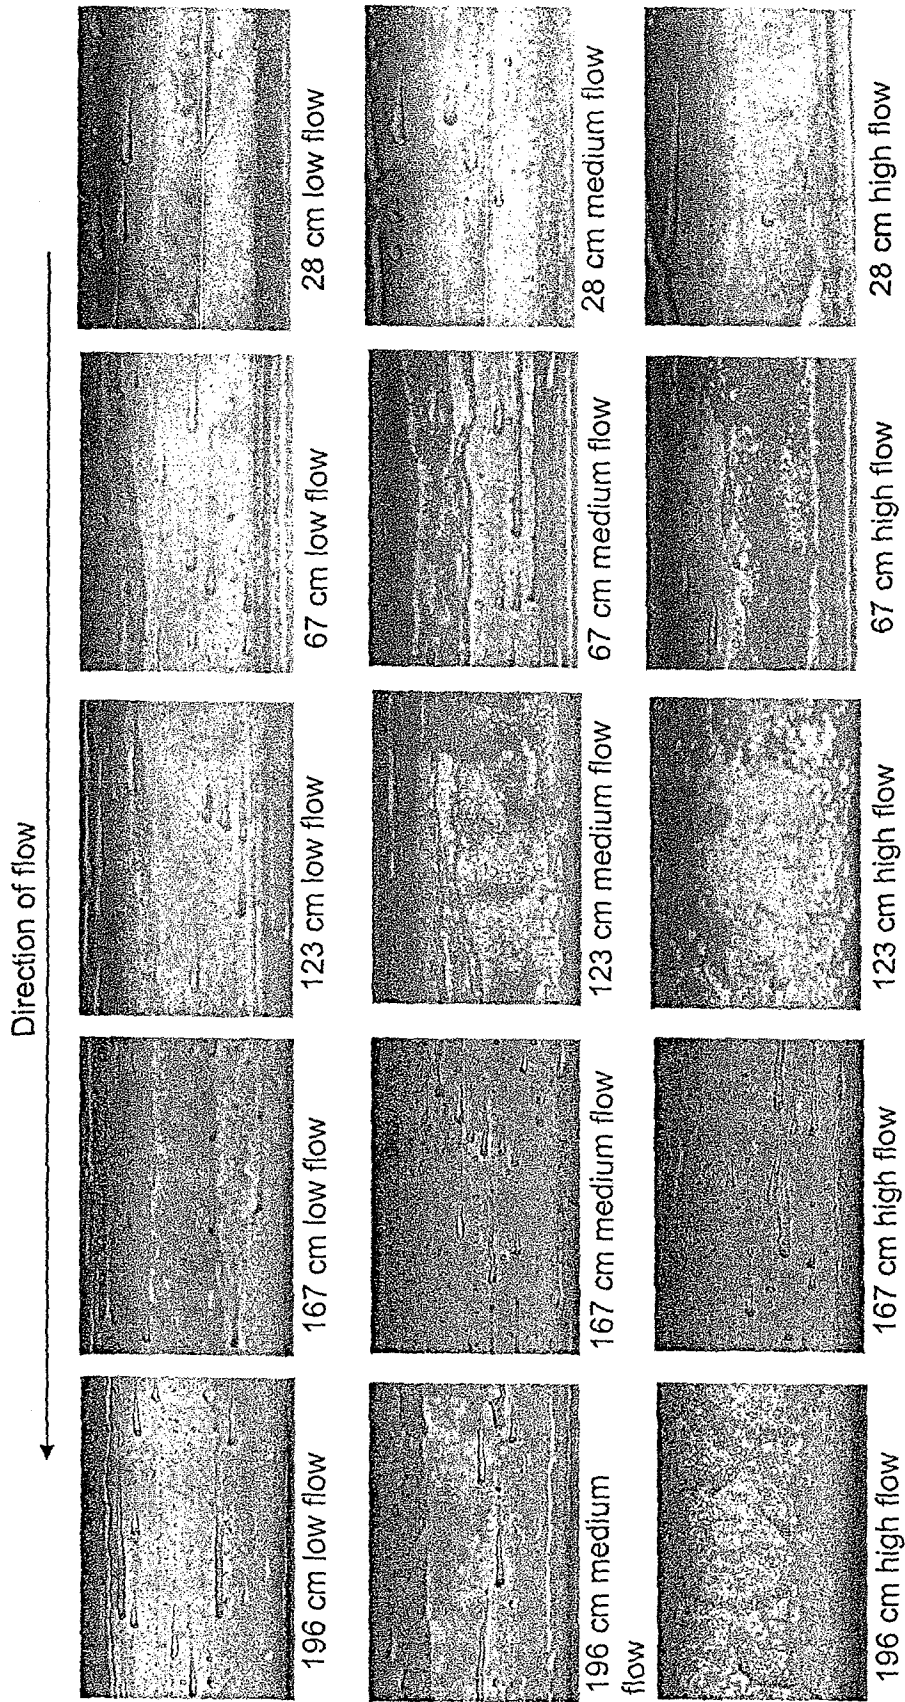 Direction of flow
196 cm low flow
167 cm low flow
123 cm low flow
67 cm low flow
28 cm low flow
196 cm medium
flow
167 cm medium flow
123 cm medium flow
67 cm medium flow
28 cm medium flow
196 cm high flow
167 cm high flow
123 cm high flow
67 cm high flow
28 cm high flow